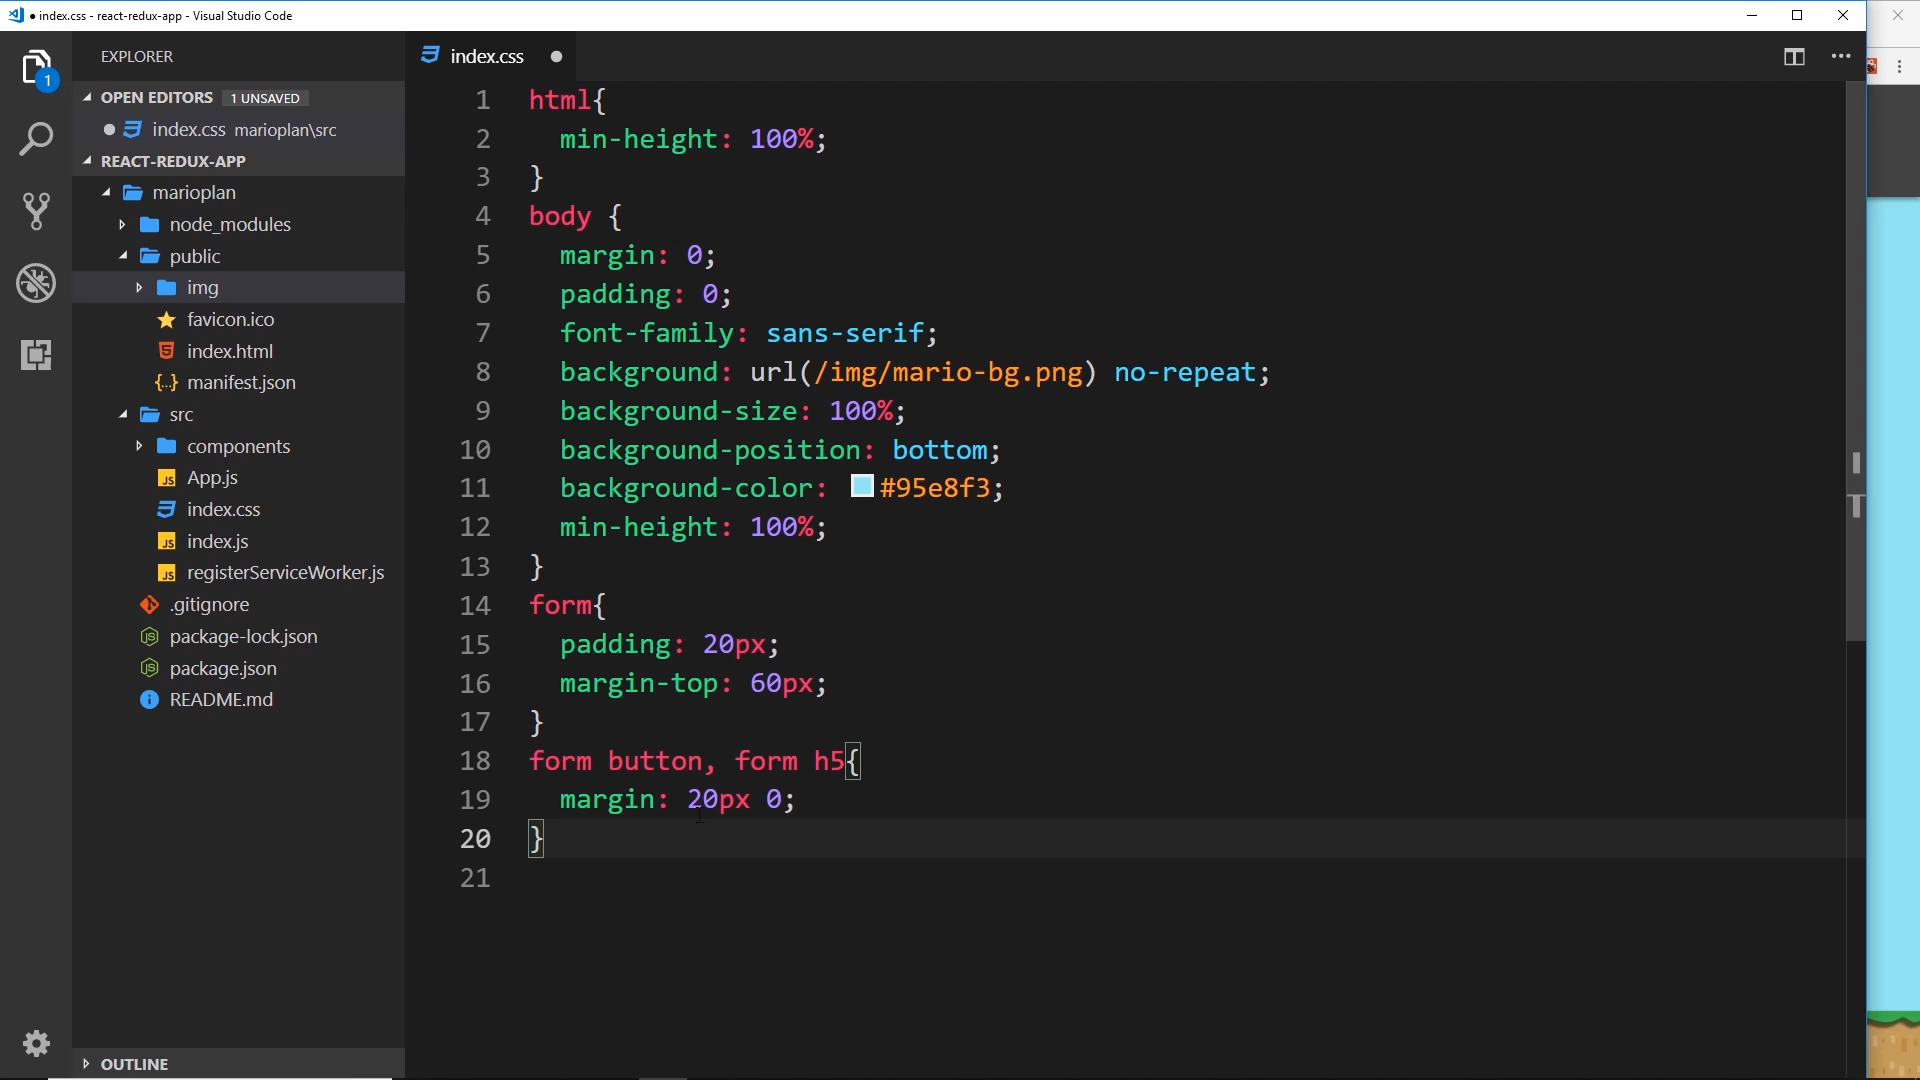 ● index.css - react-redux-app - Visual Studio Code
EXPLORER
OPEN EDITORS 1 UNSAVED
index.css marioplan\src
REACT-REDUX-APP
marioplan
node_modules
public
img
favicon.ico
index.html
manifest.json
src
components
App.js
index.css
index.js
registerServiceWorker.js
.gitignore
package-lock.json
package.json
README.md
OUTLINE
1
index.css
1 html{
2 min-height: 100%;
3 }
4 body {
5 margin: 0;
6 padding: 0;
7 font-family: sans-serif;
8 background: url(/img/mario-bg.png) no-repeat;
9 background-size: 100%;
10 background-position: bottom;
11 background-color: #95e8f3;
12 min-height: 100%;
13 }
14 form{
15 padding: 20px;
16 margin-top: 60px;
17 }
18 form button, form h5{
19 margin: 20px 0;
20 }
21